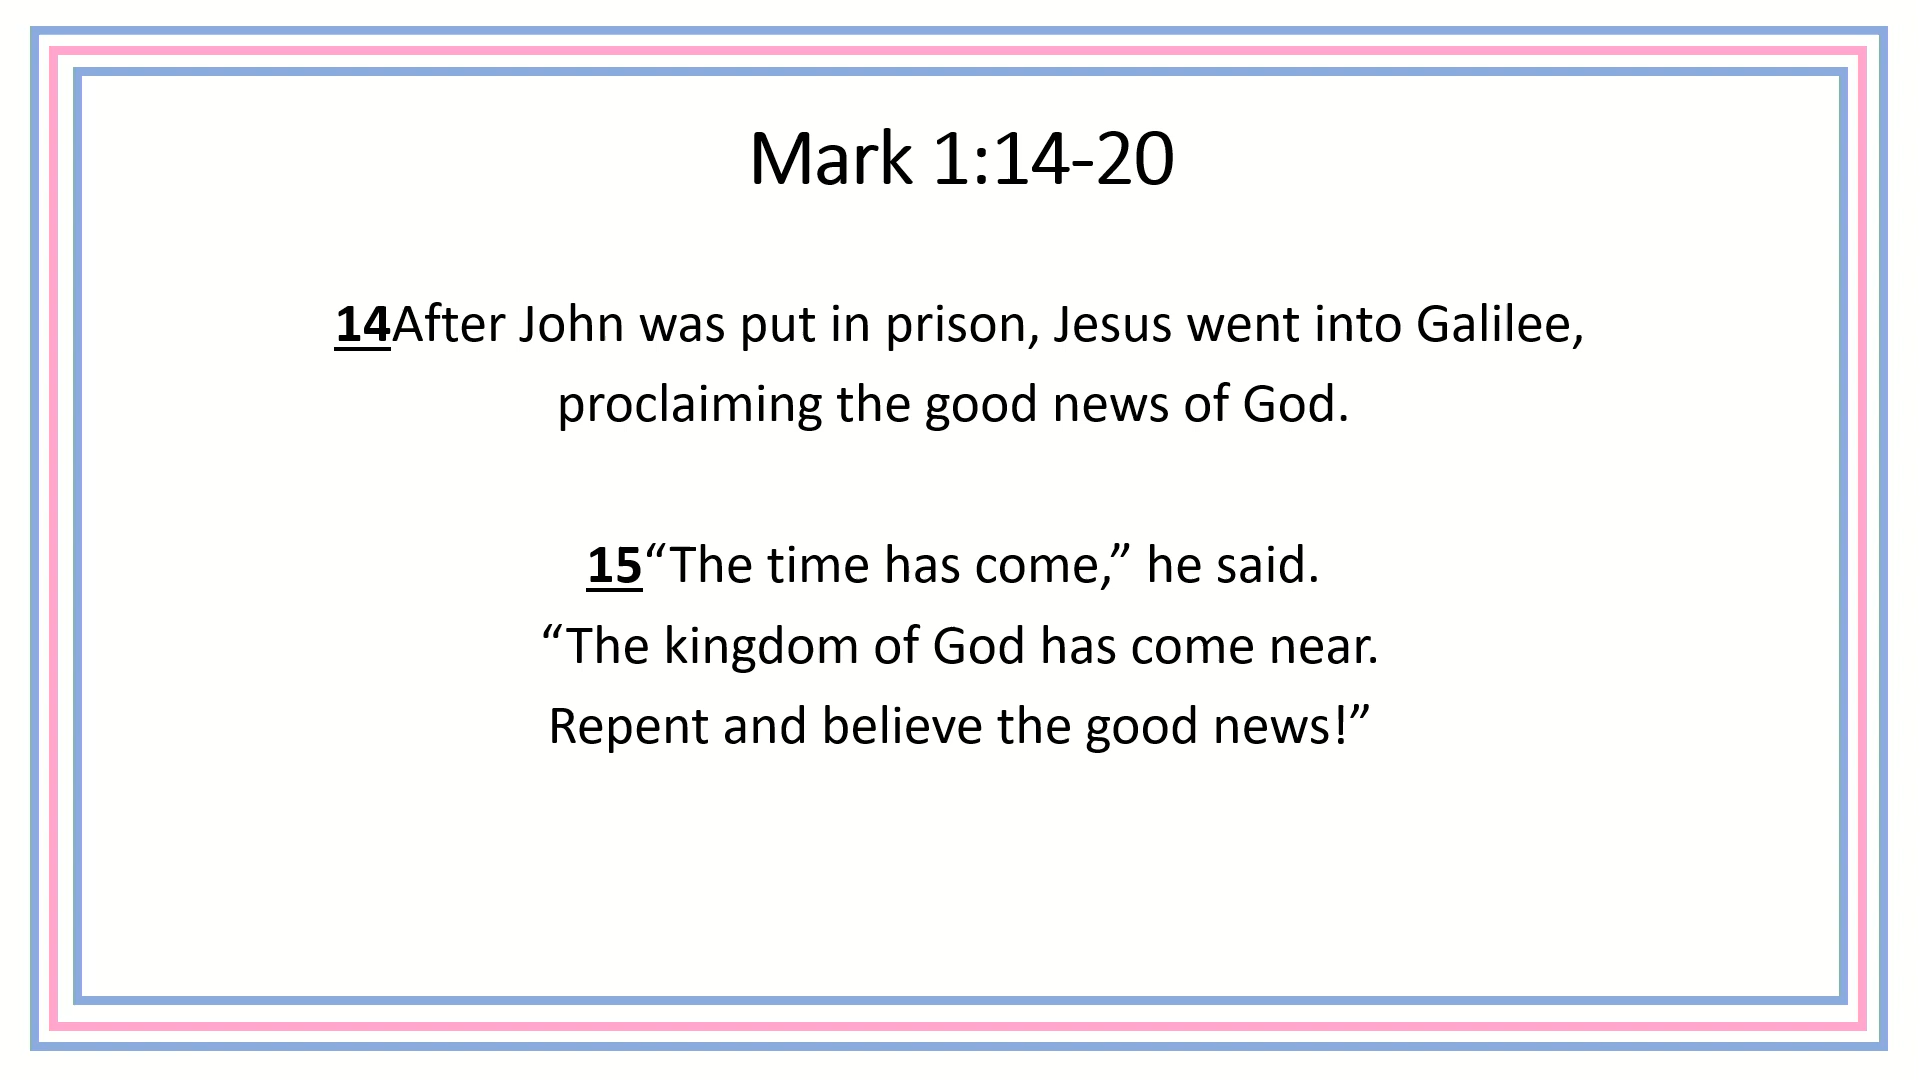 Mark 1:14-20
14After John was put in prison, Jesus went into Galilee,
proclaiming the good news of God.
15“The time has come,” he said.
“The kingdom of God has come near.
Repent and believe the good news!”